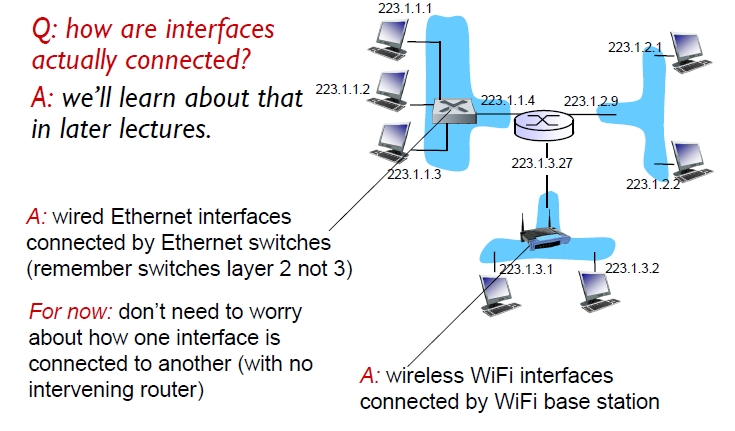 Q: how are interfaces
actually connected?
A: we'll learn about that
in later lectures.
223.1.1.1
223.1.1.2
223.1.1.3
223.1.1.4
223.1.2.9
223.1.2.1
223.1.2.2
223.1.3.27
223.1.3.1
223.1.3.2
A: wired Ethernet interfaces
connected by Ethernet switches
(remember switches layer 2 not 3)
For now: don't need to worry
about how one interface is
connected to another (with no
intervening router)
A: wireless WiFi interfaces
connected by WiFi base station